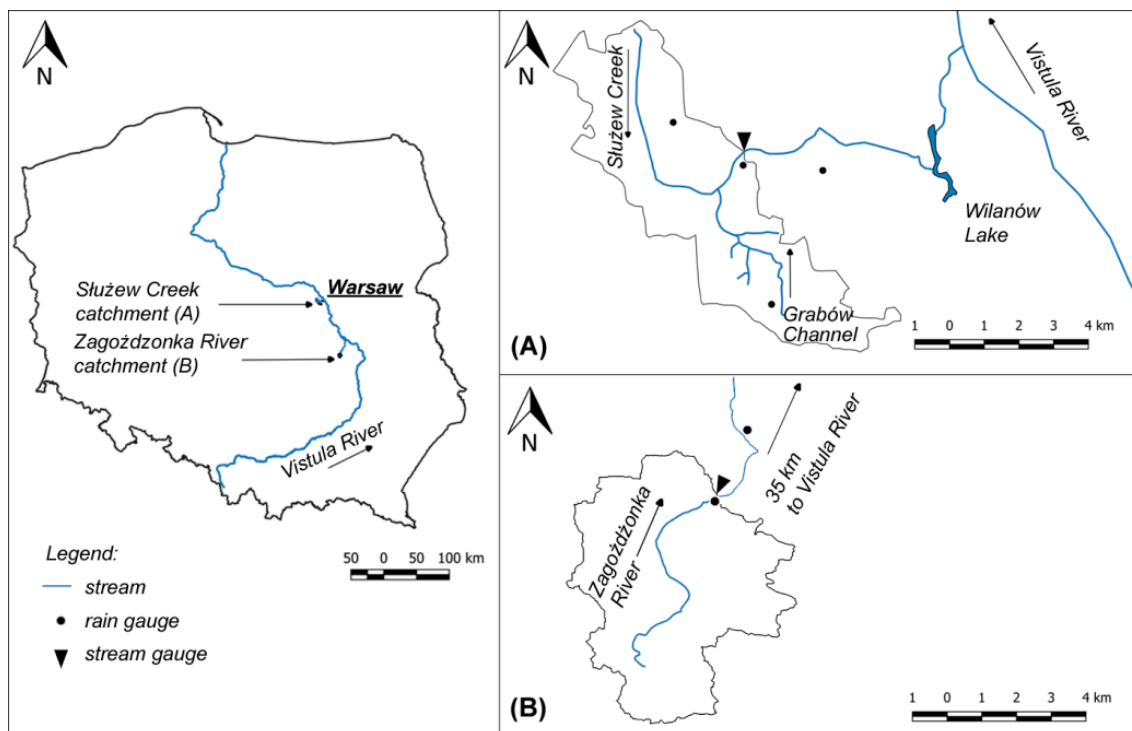 N
Służew Creek
catchment (A)
Warsaw
Zagożdzonka River
catchment (B)
Vistula River
50 0 50 100 km
Legend:
stream
rain gauge
stream gauge
N
Służew Creek
Vistula River
Wilanów
Lake
Grabów
Channel
(A)
1 0 1 2 3 4 km
N
Zagożdżonka
River
35 km
to Vistula River
(B)
1 0 1 2 3 4 km